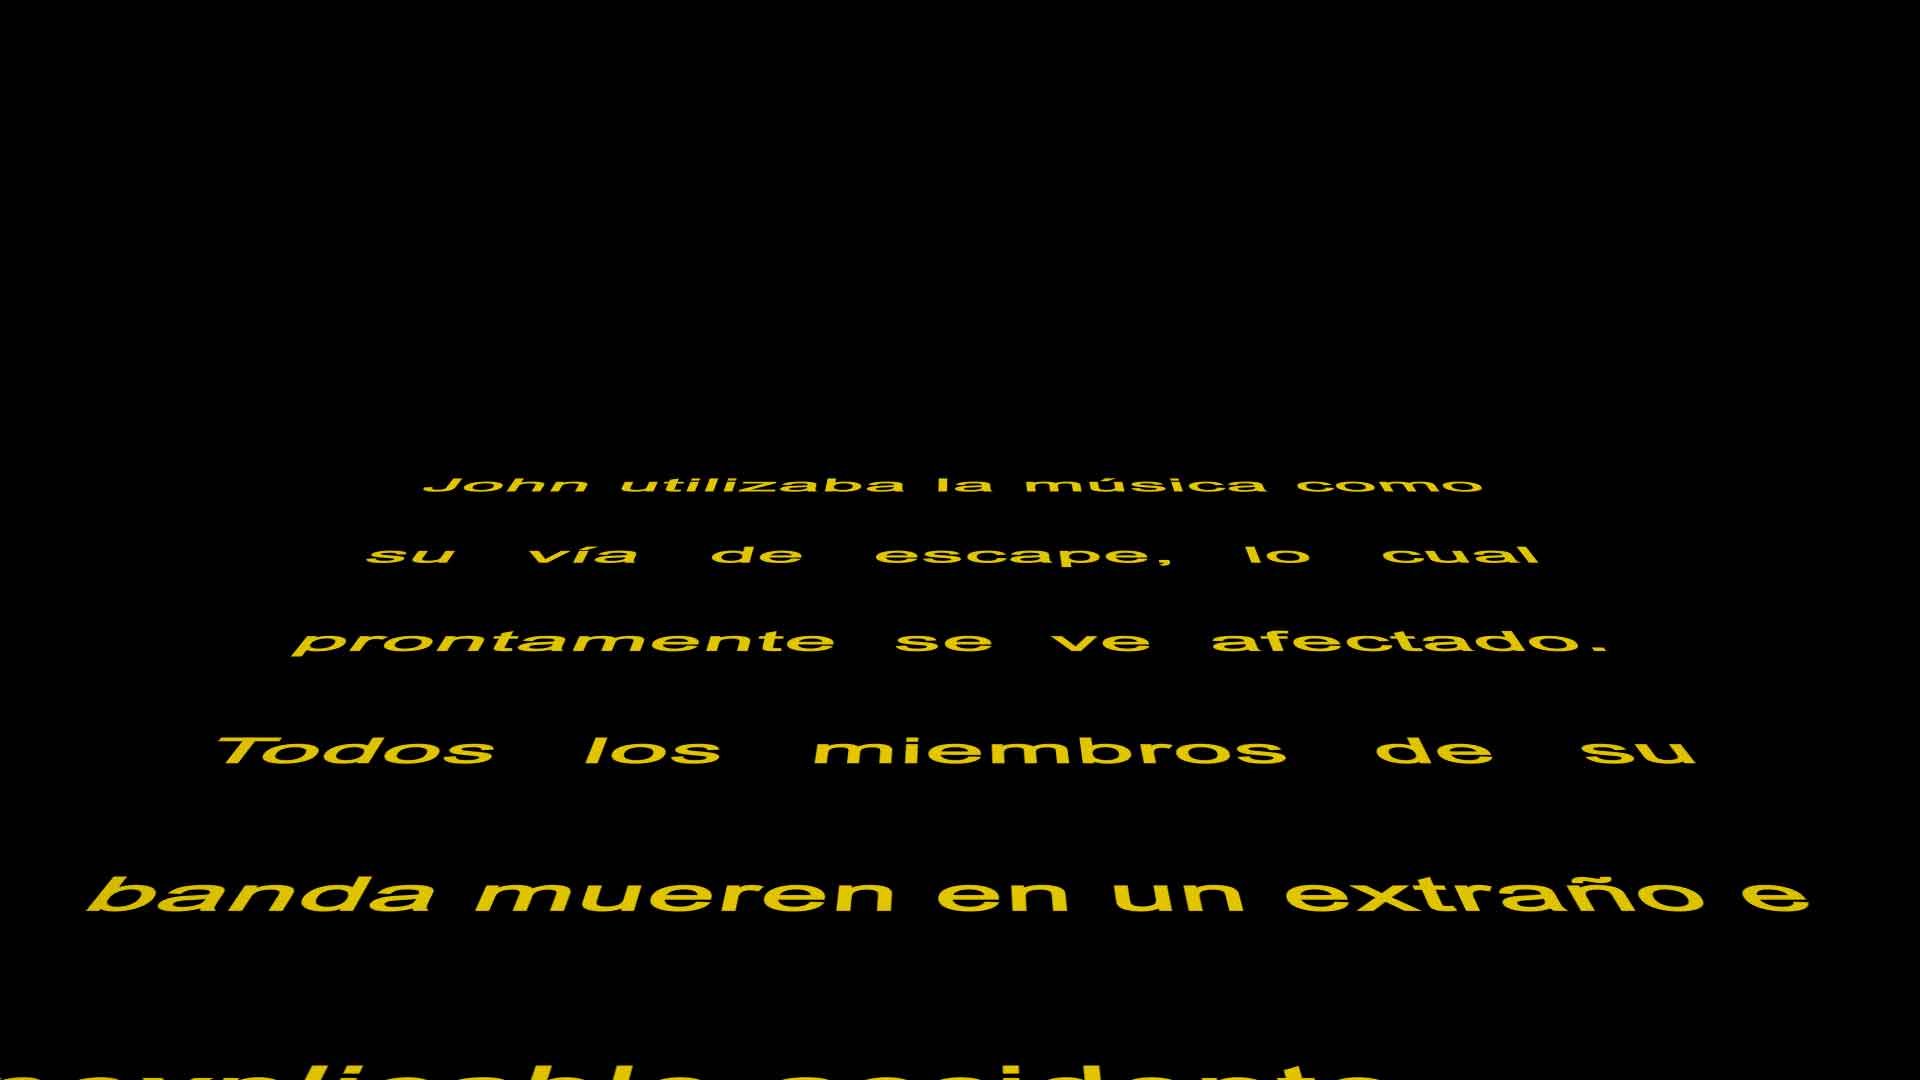 John utilizaba la música como
su vía de escape, lo cual
prontamente se ve afectado.
Todos los miembros de su
banda mueren en un extraño e